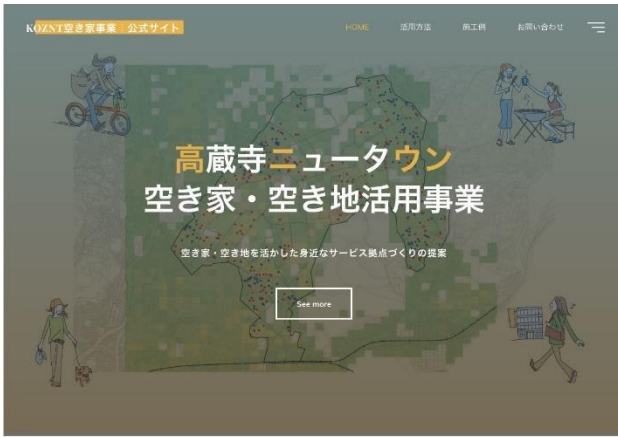 KOZNT空き家事業｜公式サイト
HOME 活用方法 施工例 お問い合わせ
高蔵寺ニュータウン
空き家・空き地活用事業
空き家・空き地を活かした身近なサービス拠点づくりの提案
See more